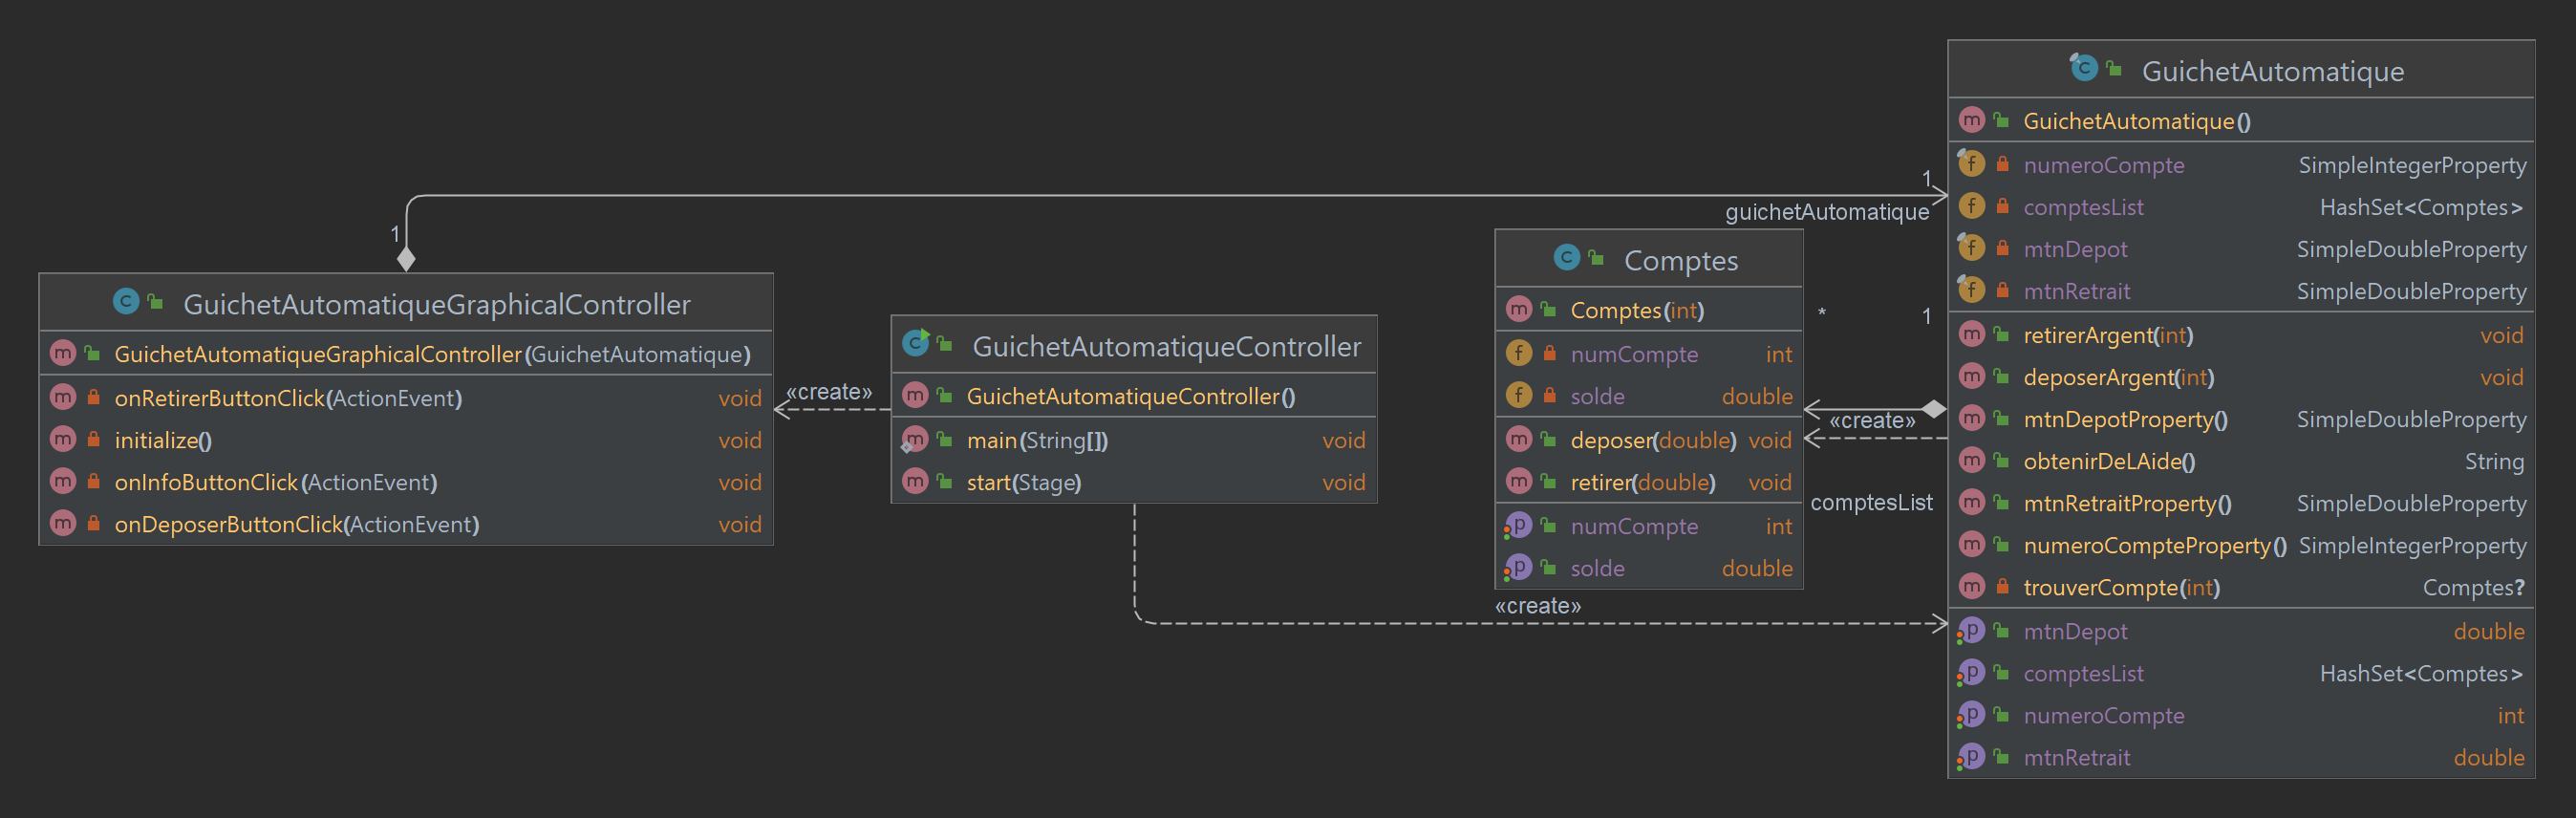 GuichetAutomatiqueGraphicalController
GuichetAutomatiqueGraphicalController(GuichetAutomatique)
onRetirerButtonClick(ActionEvent) void
initialize() void
onInfoButtonClick(ActionEvent) void
onDeposerButtonClick(ActionEvent) void
1
1
guichetAutomatique
«create»
GuichetAutomatiqueController
GuichetAutomatiqueController()
main(String[]) void
start(Stage) void
«create»
Comptes
Comptes(int)
numCompte int
solde double
deposer(double) void
retirer(double) void
numCompte int
solde double
*
1
«create»
comptesList
GuichetAutomatique
GuichetAutomatique()
numeroCompte SimpleIntegerProperty
comptesList HashSet<Comptes>
mtnDepot SimpleDoubleProperty
mtnRetrait SimpleDoubleProperty
retirerArgent(int) void
deposerArgent(int) void
mtnDepotProperty() SimpleDoubleProperty
obtenirDeLAide() String
mtnRetraitProperty() SimpleDoubleProperty
numeroCompteProperty() SimpleIntegerProperty
trouverCompte(int) Comptes?
mtnDepot double
comptesList HashSet<Comptes>
numeroCompte int
mtnRetrait double